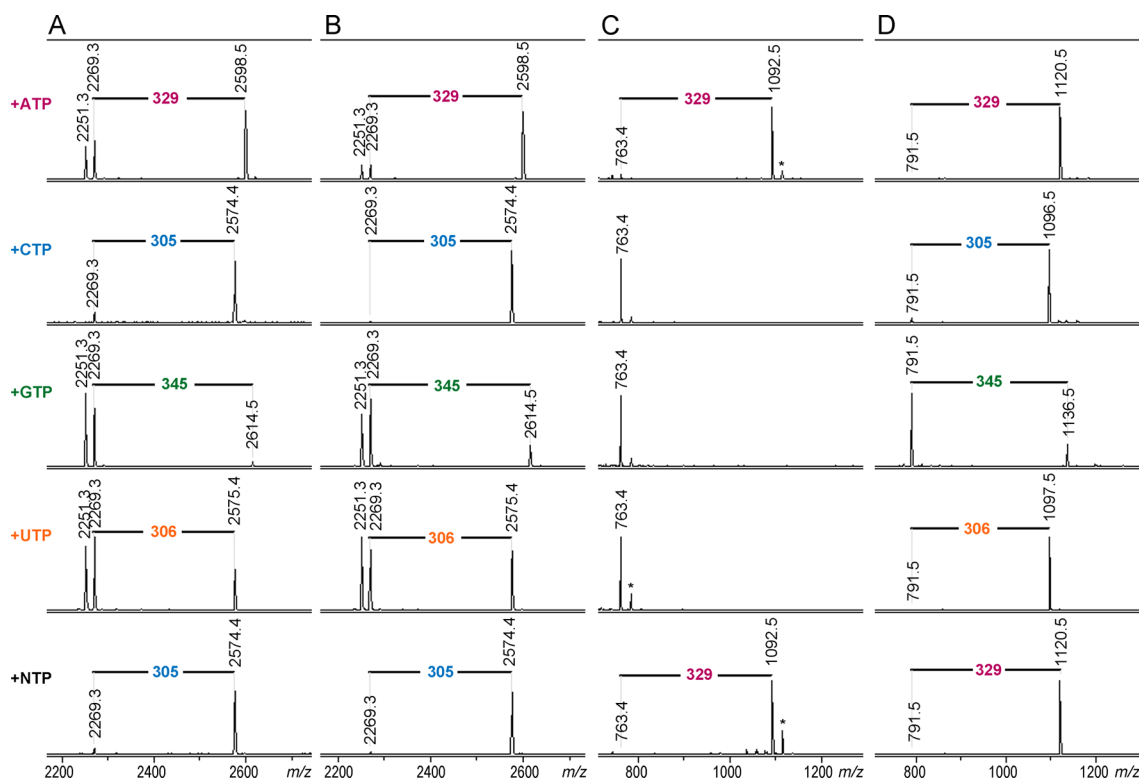 A B C D
+ATP
2251.3 2269.3 329 2598.5
2251.3 2269.3 329 2598.5
763.4 329 1092.5 *
791.5 329 1120.5
+CTP
2269.3 305 2574.4
2269.3 305 2574.4
763.4
791.5 305 1096.5
+GTP
2251.3 2269.3 345 2614.5
2251.3 2269.3 345 2614.5
763.4
791.5 345 1136.5
+UTP
2251.3 2269.3 306 2575.4
2251.3 2269.3 306 2575.4
763.4 *
791.5 306 1097.5
+NTP
2269.3 305 2574.4
2269.3 305 2574.4
763.4 329 1092.5 *
791.5 329 1120.5
2200 2400 2600 m/z 2200 2400 2600 m/z 800 1000 1200 m/z 800 1000 1200 m/z